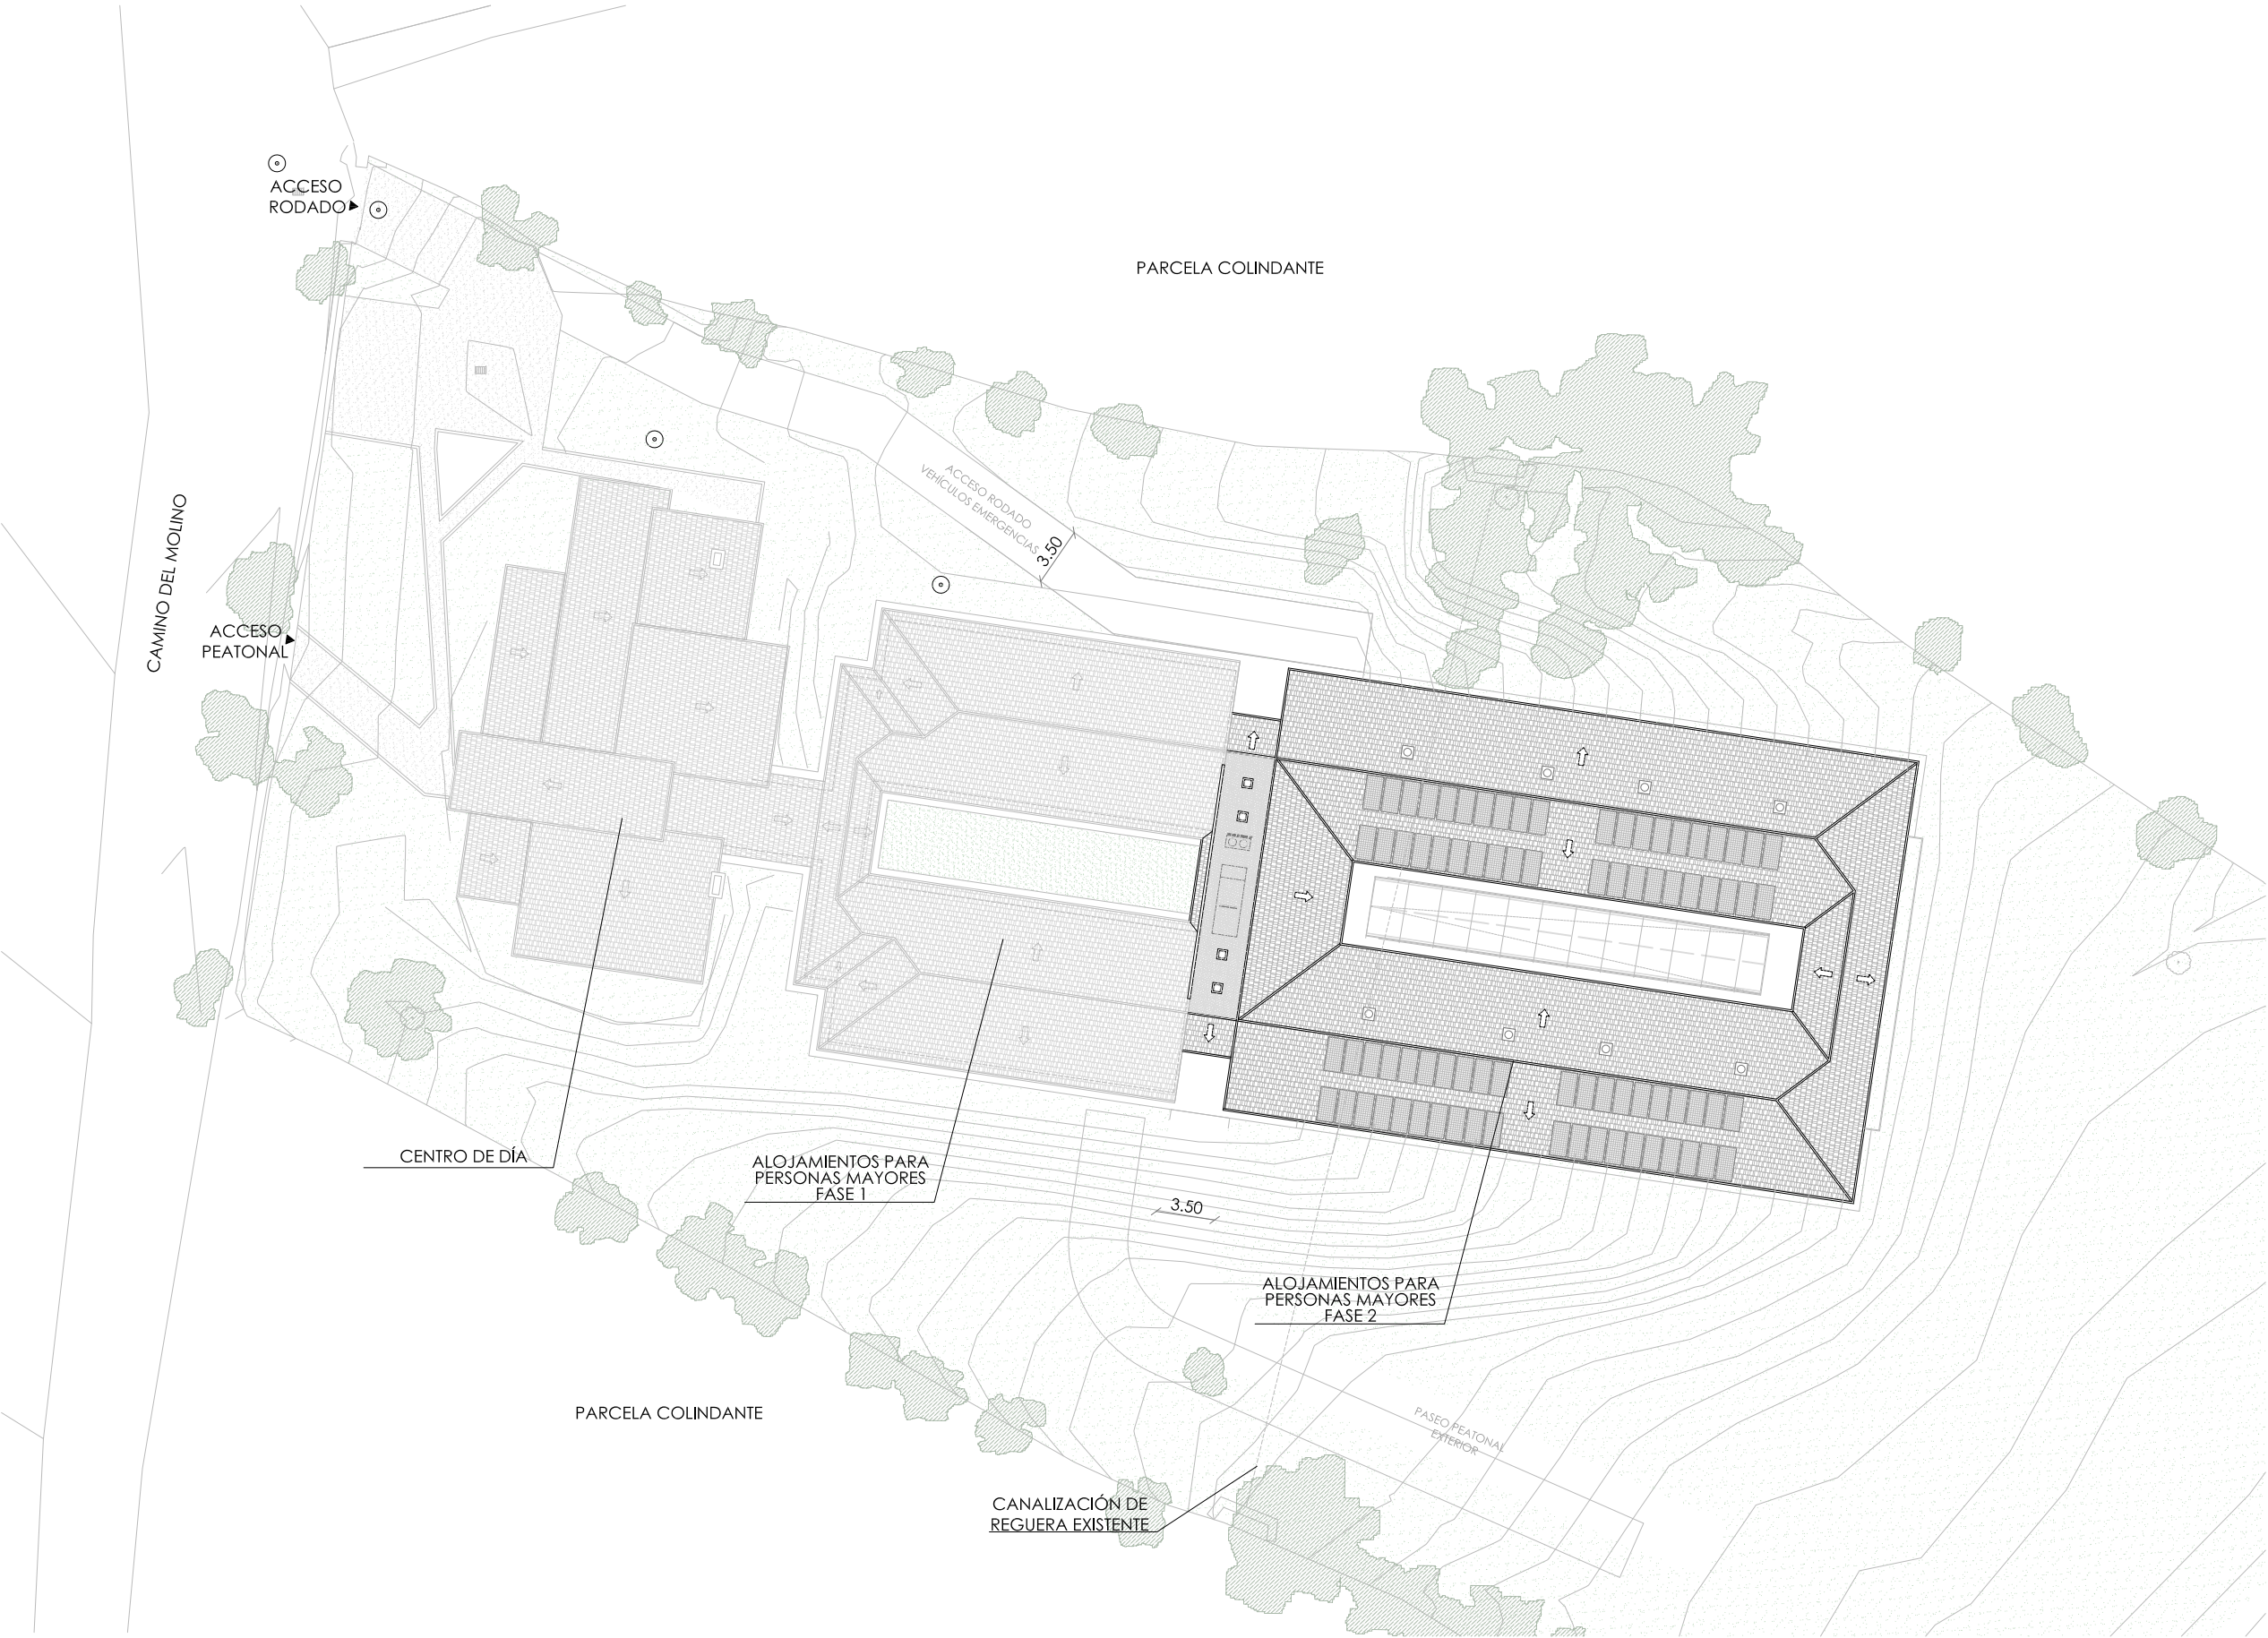 ACCESO
RODADO
PARCELA COLINDANTE
ACCESO RODADO
VEHÍCULOS EMERGENCIAS
3.50
CAMINO DEL MOLINO
ACCESO
PEATONAL
CENTRO DE DÍA
ALOJAMIENTOS PARA
PERSONAS MAYORES
FASE 1
3.50
ALOJAMIENTOS PARA
PERSONAS MAYORES
FASE 2
PARCELA COLINDANTE
PASEO PEATONAL
EXTERIOR
CANALIZACIÓN DE
REGUERA EXISTENTE